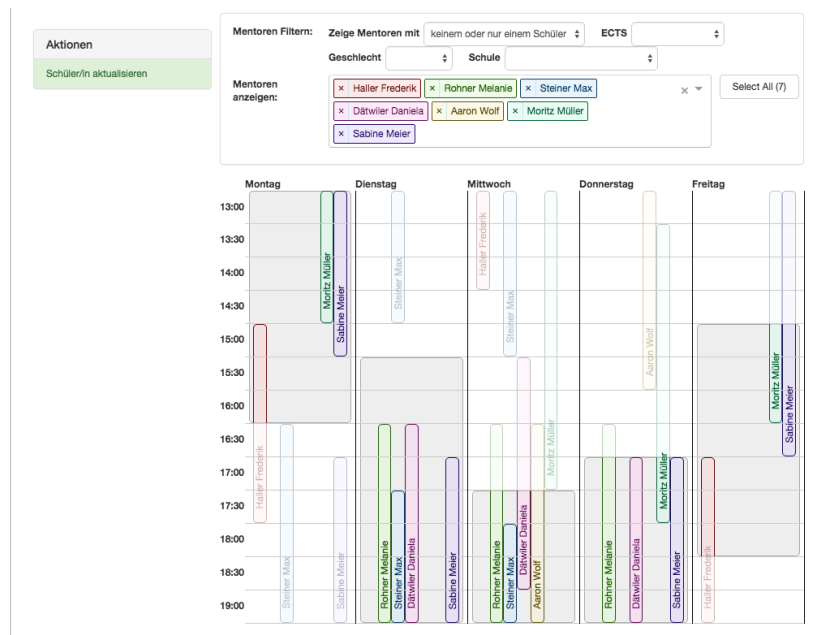 Aktionen
Schüler/in aktualisieren
Mentoren Filtern:
Zeige Mentoren mit keinem oder nur einem Schüler ECTS
Geschlecht Schule
Mentoren
anzeigen:
× Haller Frederik × Rohner Melanie × Steiner Max
× Dätwiler Daniela × Aaron Wolf × Moritz Müller
× Sabine Meier
× Select All (7)
Montag Dienstag Mittwoch Donnerstag Freitag
13:00
13:30
14:00
14:30
15:00
15:30
16:00
16:30
17:00
17:30
18:00
18:30
19:00
Haller Frederik
Steiner Max
Moritz Müller
Sabine Meier
Sabine Meier
Steiner Max
Rohner Melanie
Steiner Max
Dätwiler Daniela
Sabine Meier
Haller Frederik
Steiner Max
Rohner Melanie
Steiner Max
Dätwiler Daniela
Aaron Wolf
Moritz Müller
Aaron Wolf
Rohner Melanie
Dätwiler Daniela
Moritz Müller
Sabine Meier
Haller Frederik
Moritz Müller
Sabine Meier